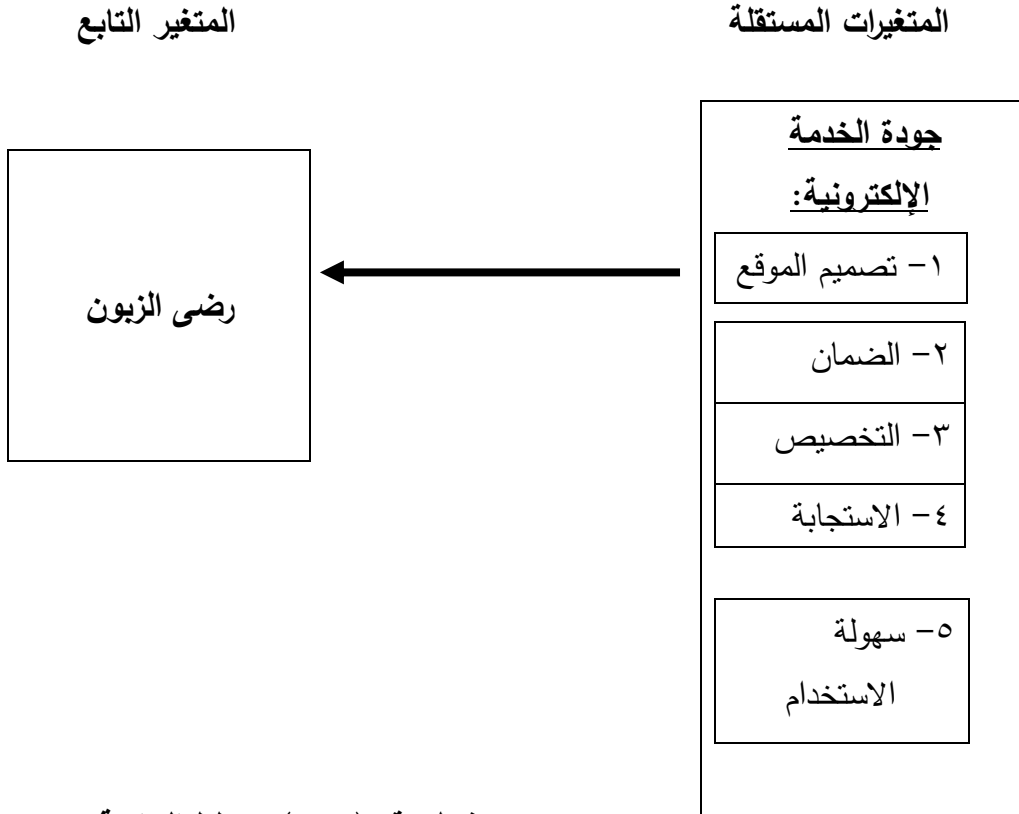 المتغيرات المستقلة
المتغير التابع
جودة الخدمة
الإلكترونية:
١- تصميم الموقع
٢- الضمان
٣- التخصيص
٤- الاستجابة
٥- سهولة
الاستخدام
رضى الزبون